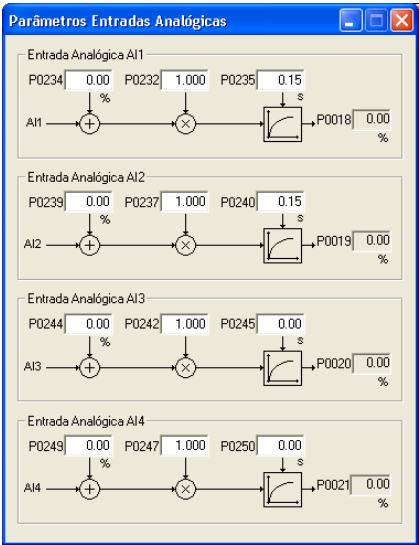 Parâmetros Entradas Analógicas
Entrada Analógica AI1
P0234 0.00 P0232 1.000 P0235 0.15
% s
AI1 P0018 0.00
%
Entrada Analógica AI2
P0239 0.00 P0237 1.000 P0240 0.15
% s
AI2 P0019 0.00
%
Entrada Analógica AI3
P0244 0.00 P0242 1.000 P0245 0.00
% s
AI3 P0020 0.00
%
Entrada Analógica AI4
P0249 0.00 P0247 1.000 P0250 0.00
% s
AI4 P0021 0.00
%